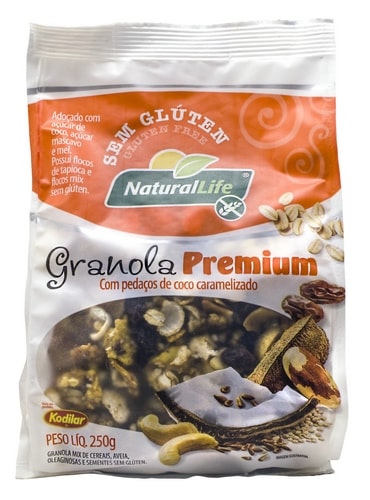 SEM GLÚTEN
GLUTEN FREE
Adoçado com
açúcar de
coco, açúcar
mascavo
e mel.
Possui flocos
de tapioca e
flocos mix
sem glúten.
NaturalLife®
Granola Premium
Com pedaços de coco caramelizado
Kodilar
PESO LÍQ. 250g
GRANOLA MIX DE CEREAIS, AVEIA,
OLEAGINOSAS E SEMENTES SEM GLÚTEN.
IMAGEM ILUSTRATIVA